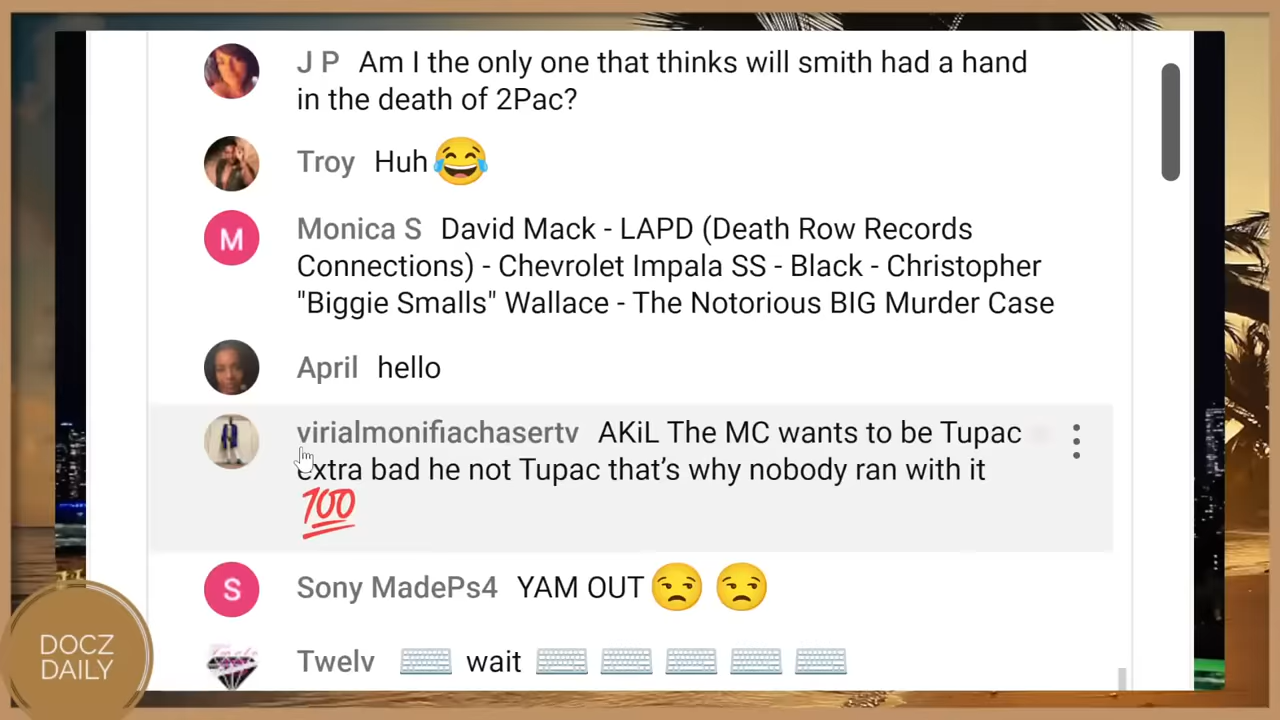 J P Am I the only one that thinks will smith had a hand
in the death of 2Pac?
Troy Huh😂
M
Monica S David Mack - LAPD (Death Row Records
Connections) - Chevrolet Impala SS - Black - Christopher
"Biggie Smalls" Wallace - The Notorious BIG Murder Case
April hello
virialmonifiachasertv AKiL The MC wants to be Tupac
extra bad he not Tupac that’s why nobody ran with it
💯
S
Sony MadePs4 YAM OUT😒 😒
Twelv ⌨️ wait ⌨️ ⌨️ ⌨️ ⌨️ ⌨️
DOCZ
DAILY